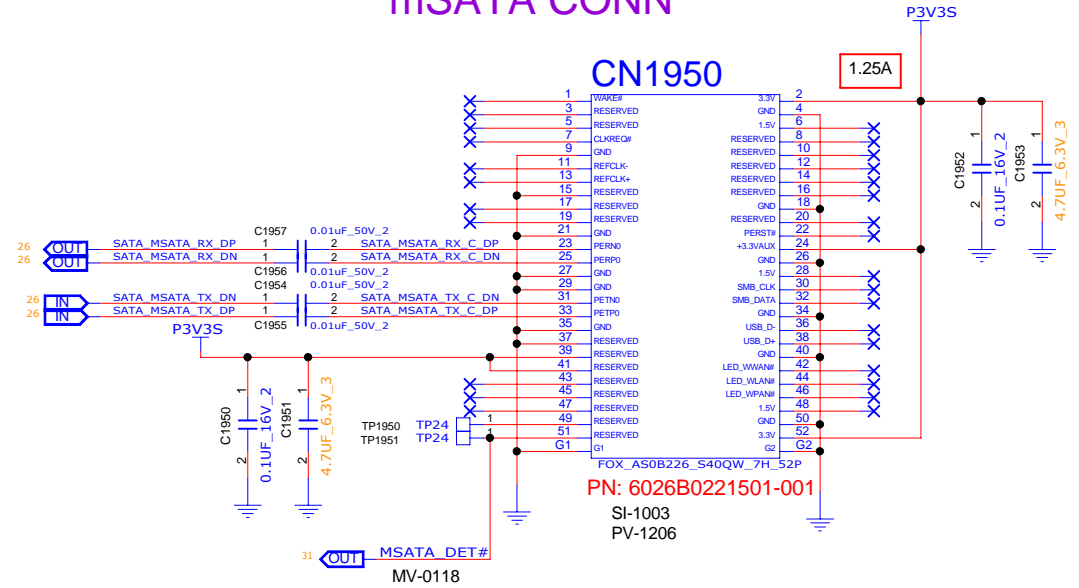 mSATA CONN
P3V3S
1.25A
CN1950
1 WAKE# 3.3V 2
3 RESERVED GND 4
5 RESERVED 1.5V 6
7 CLKREQ# RESERVED 8
9 GND RESERVED 10
11 REFCLK- RESERVED 12
13 REFCLK+ RESERVED 14
15 RESERVED RESERVED 16
17 RESERVED GND 18
19 RESERVED RESERVED 20
21 GND PERST# 22
23 PERN0 +3.3VAUX 24
25 PERP0 GND 26
27 GND 1.5V 28
29 GND SMB_CLK 30
31 PETN0 SMB_DATA 32
33 PETP0 GND 34
35 GND USB_D- 36
37 RESERVED USB_D+ 38
39 RESERVED GND 40
41 RESERVED LED_WWAN# 42
43 RESERVED LED_WLAN# 44
45 RESERVED LED_WPAN# 46
47 RESERVED 1.5V 48
49 RESERVED GND 50
51 RESERVED 3.3V 52
G1 G1 G2 G2
FOX_AS0B226_S40QW_7H_52P
PN: 6026B0221501-001
SI-1003
PV-1206
C1952 1 2 0.1UF_16V_2
C1953 1 2 4.7UF_6.3V_3
C1957 0.01uF_50V_2
26 OUT SATA_MSATA_RX_DP 1 2 SATA_MSATA_RX_C_DP
26 OUT SATA_MSATA_RX_DN 1 2 SATA_MSATA_RX_C_DN
C1956 0.01uF_50V_2
C1954 0.01uF_50V_2
26 IN SATA_MSATA_TX_DN 1 2 SATA_MSATA_TX_C_DN
26 IN SATA_MSATA_TX_DP 1 2 SATA_MSATA_TX_C_DP
C1955 0.01uF_50V_2
P3V3S
C1950 1 2 0.1UF_16V_2
C1951 1 2 4.7UF_6.3V_3
TP1950 TP24 1
TP1951 TP24 1
31 OUT MSATA_DET#
MV-0118